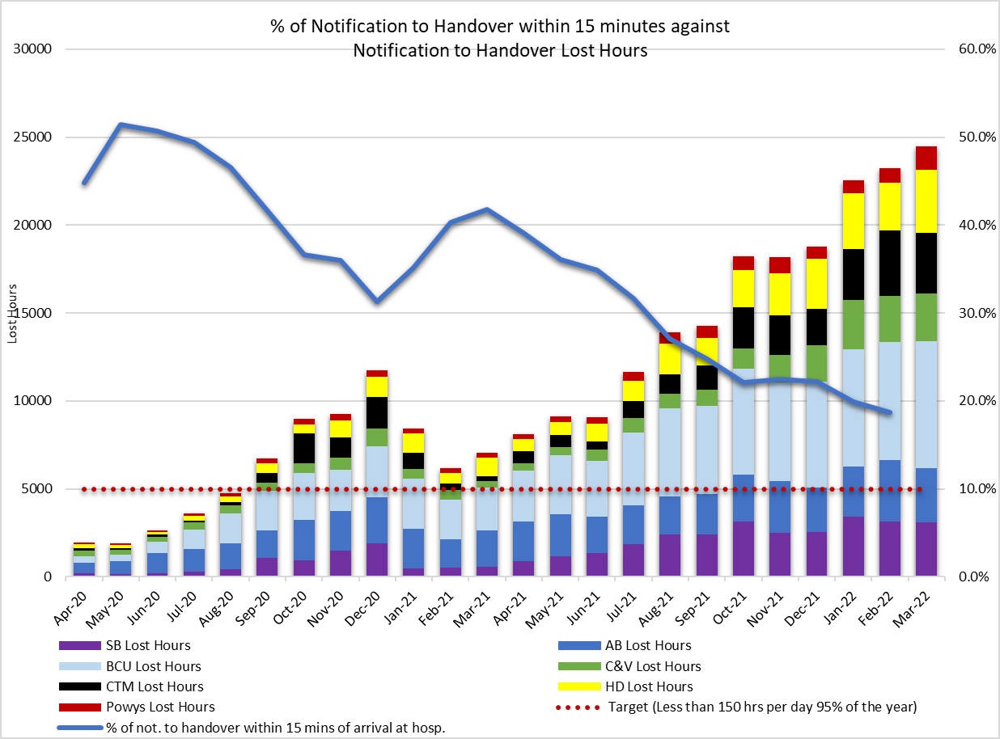 % of Notification to Handover within 15 minutes against
Notification to Handover Lost Hours
30000
25000
20000
15000
10000
5000
0
Lost Hours
60.0%
50.0%
40.0%
30.0%
20.0%
10.0%
0.0%
Apr-20
May-20
Jun-20
Jul-20
Aug-20
Sep-20
Oct-20
Nov-20
Dec-20
Jan-21
Feb-21
Mar-21
Apr-21
May-21
Jun-21
Jul-21
Aug-21
Sep-21
Oct-21
Nov-21
Dec-21
Jan-22
Feb-22
Mar-22
SB Lost Hours
AB Lost Hours
BCU Lost Hours
C&V Lost Hours
CTM Lost Hours
HD Lost Hours
Powys Lost Hours
Target (Less than 150 hrs per day 95% of the year)
% of not. to handover within 15 mins of arrival at hosp.